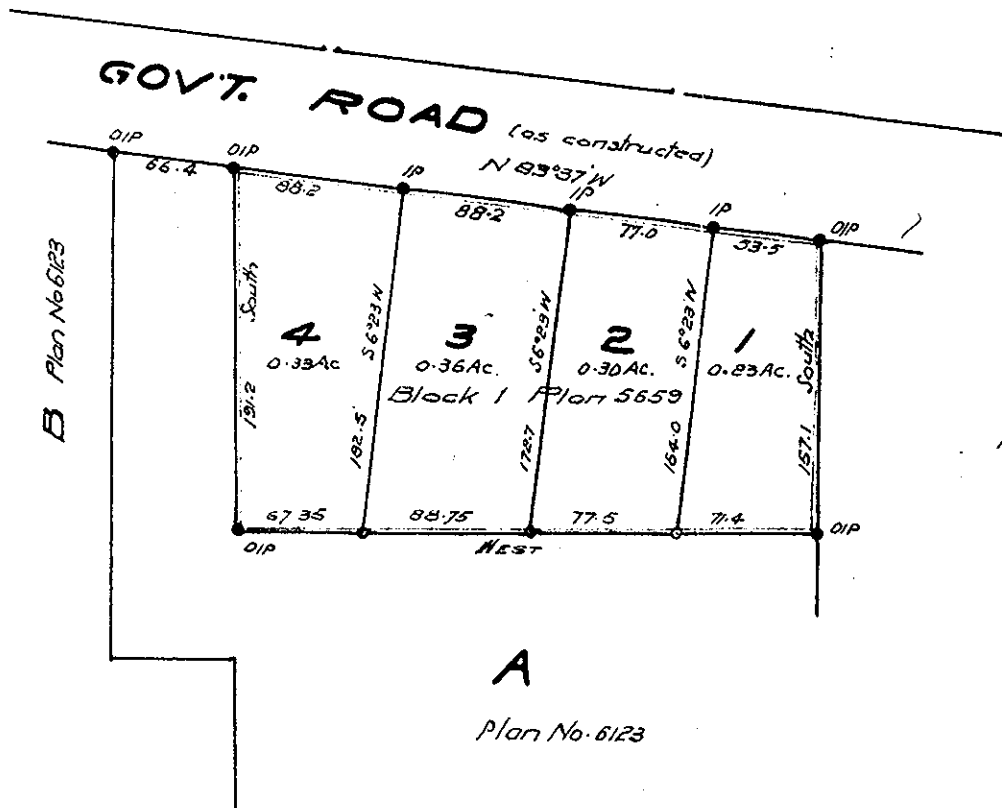 GOV'T. ROAD (as constructed)
N 83°37'W
OIP
66.4
OIP
88.2
IP
88.2
IP
77.0
IP
53.5
OIP
B Plan No 6123
South
191.2
4
0.33Ac
S 6°23'W
182.5
3
0.36Ac.
S 6°23'W
172.7
2
0.30Ac.
S 6°23'W
164.0
1
0.23Ac.
South
157.1
Block 1 Plan 5659
67.35
88.75
77.5
71.4
OIP
WEST
OIP
A
Plan No. 6123